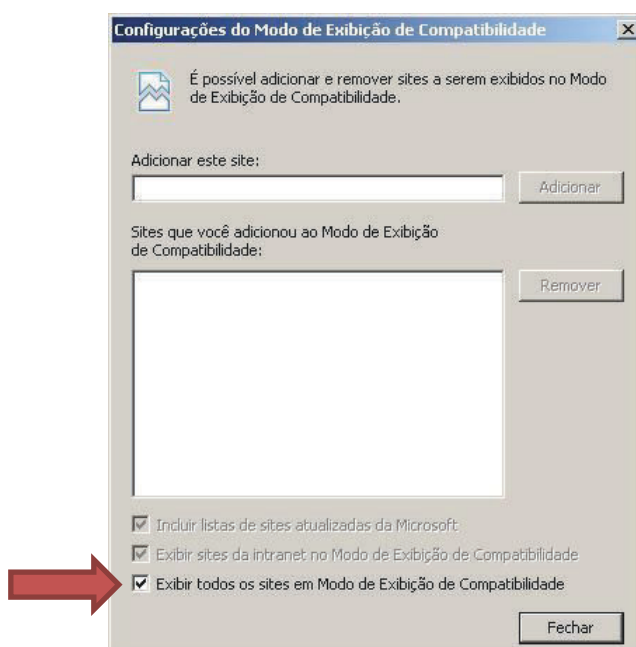 Configurações do Modo de Exibição de Compatibilidade
É possível adicionar e remover sites a serem exibidos no Modo
de Exibição de Compatibilidade.
Adicionar este site:
Adicionar
Sites que você adicionou ao Modo de Exibição
de Compatibilidade:
Remover
Incluir listas de sites atualizadas da Microsoft
Exibir sites da intranet no Modo de Exibição de Compatibilidade
Exibir todos os sites em Modo de Exibição de Compatibilidade
Fechar